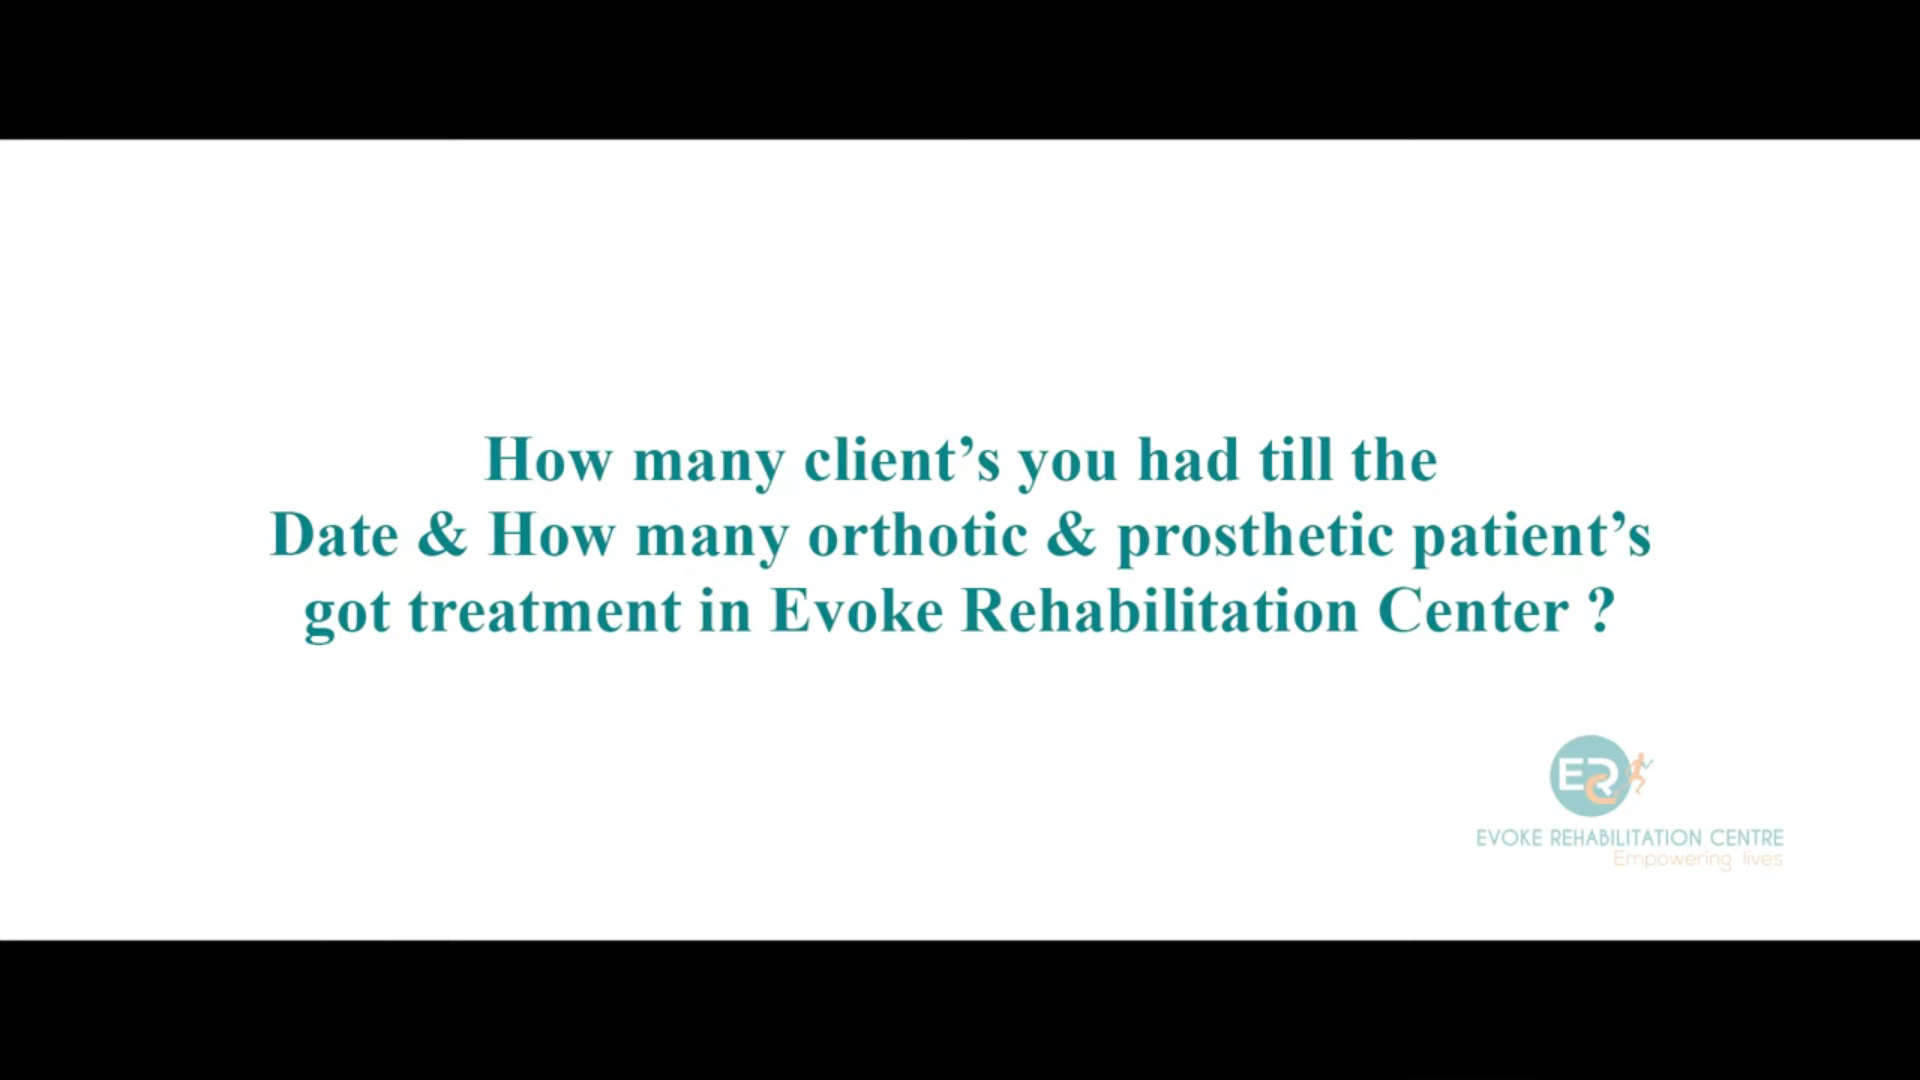 How many client’s you had till the
Date & How many orthotic & prosthetic patient’s
got treatment in Evoke Rehabilitation Center ?
ERC
EVOKE REHABILITATION CENTRE
Empowering lives